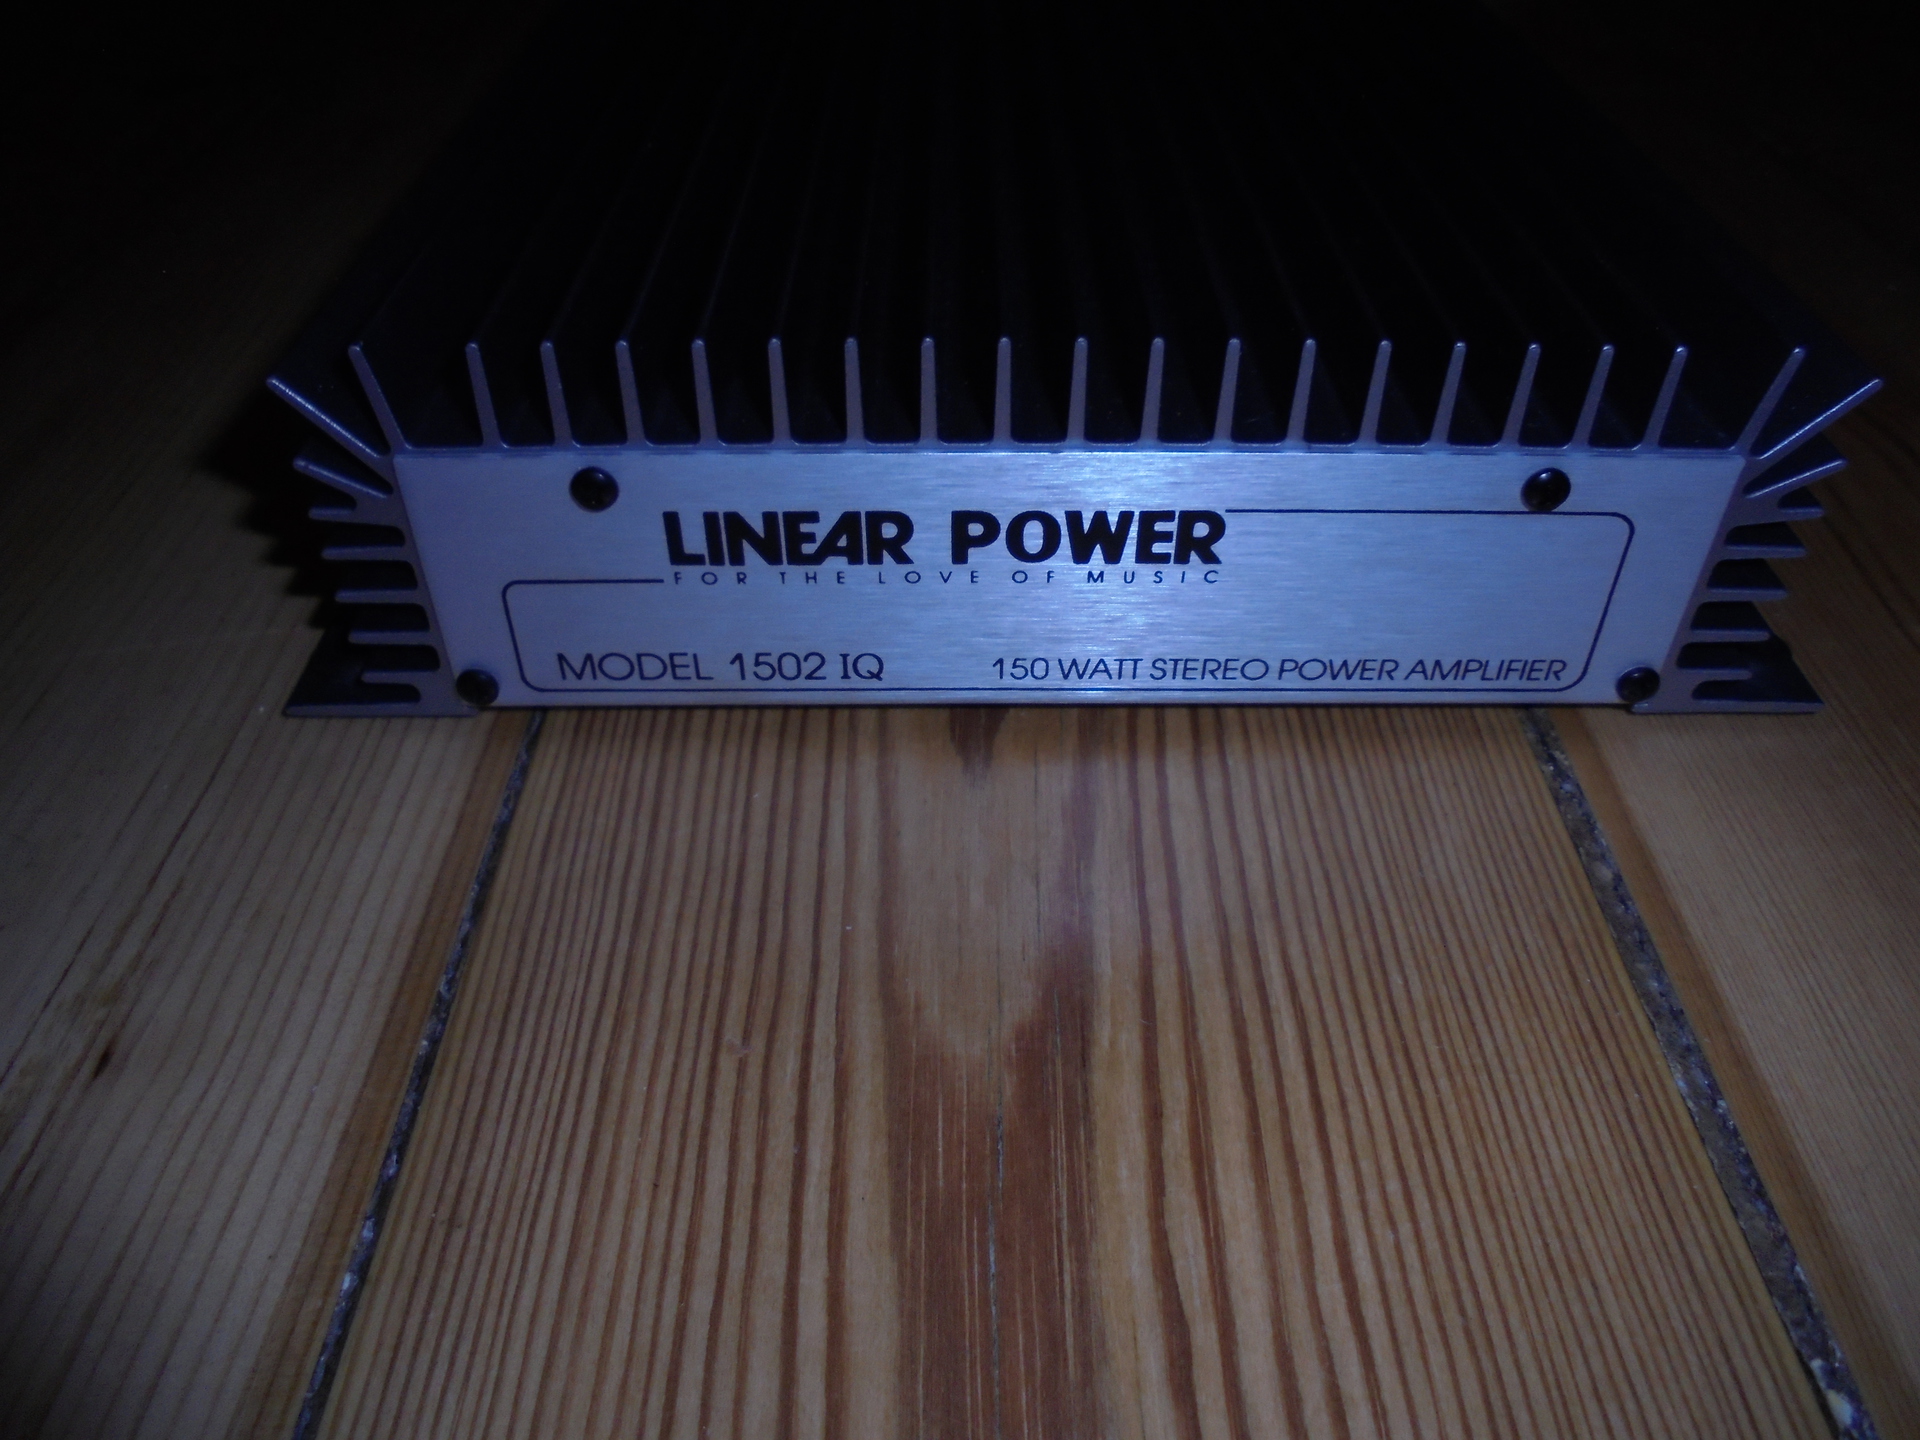 LINEAR POWER
FOR THE LOVE OF MUSIC
MODEL 1502 IQ
150 WATT STEREO POWER AMPLIFIER